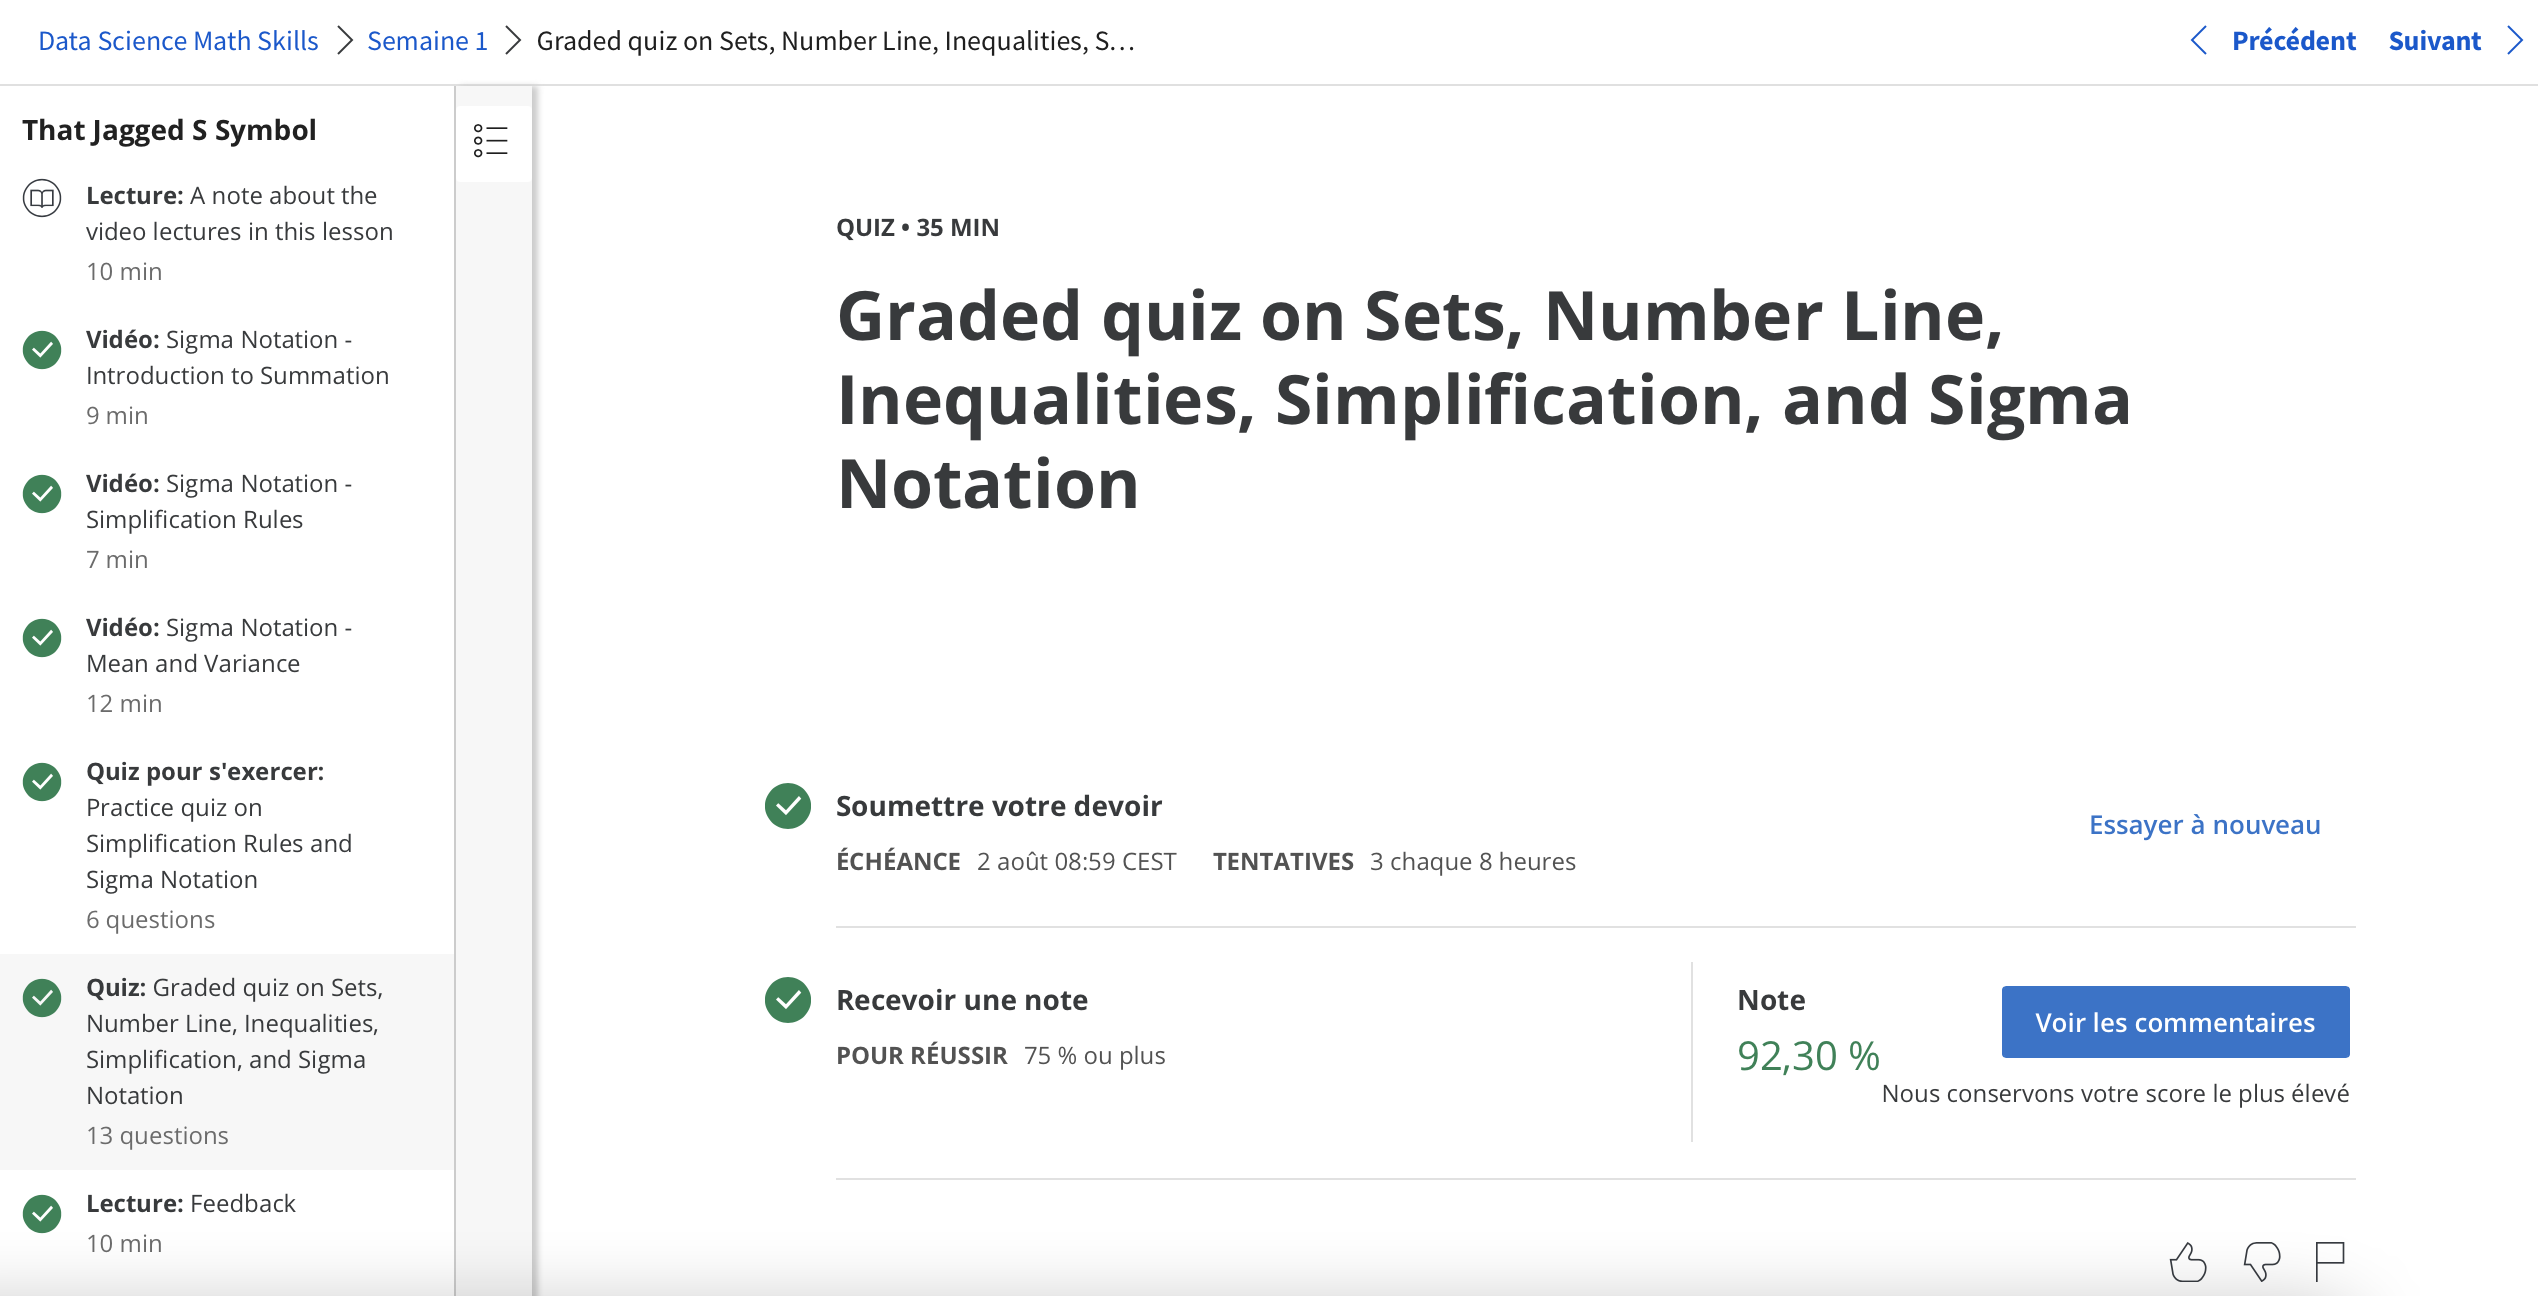 Data Science Math Skills > Semaine 1 > Graded quiz on Sets, Number Line, Inequalities, S...
Précédent Suivant
That Jagged S Symbol
Lecture: A note about the
video lectures in this lesson
10 min
Vidéo: Sigma Notation -
Introduction to Summation
9 min
Vidéo: Sigma Notation -
Simplification Rules
7 min
Vidéo: Sigma Notation -
Mean and Variance
12 min
Quiz pour s'exercer:
Practice quiz on
Simplification Rules and
Sigma Notation
6 questions
Quiz: Graded quiz on Sets,
Number Line, Inequalities,
Simplification, and Sigma
Notation
13 questions
Lecture: Feedback
10 min
QUIZ • 35 MIN
Graded quiz on Sets, Number Line,
Inequalities, Simplification, and Sigma
Notation
Soumettre votre devoir
ÉCHÉANCE 2 août 08:59 CEST TENTATIVES 3 chaque 8 heures
Essayer à nouveau
Recevoir une note
POUR RÉUSSIR 75 % ou plus
Note
92,30 %
Voir les commentaires
Nous conservons votre score le plus élevé